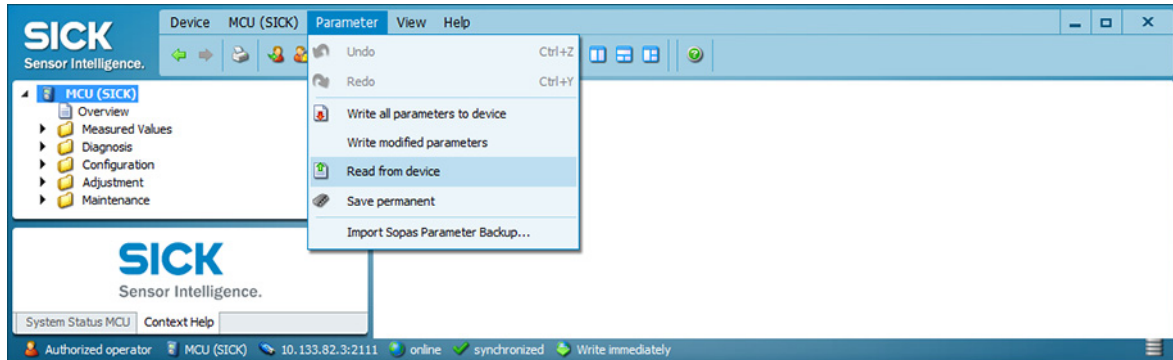 SICK
Sensor Intelligence.
Device MCU (SICK) Parameter View Help
Undo Ctrl+Z
Redo Ctrl+Y
Write all parameters to device
Write modified parameters
Read from device
Save permanent
Import Sopas Parameter Backup...
MCU (SICK)
Overview
Measured Values
Diagnosis
Configuration
Adjustment
Maintenance
SICK
Sensor Intelligence.
System Status MCU Context Help
Authorized operator MCU (SICK) 10.133.82.3:2111 online synchronized Write immediately